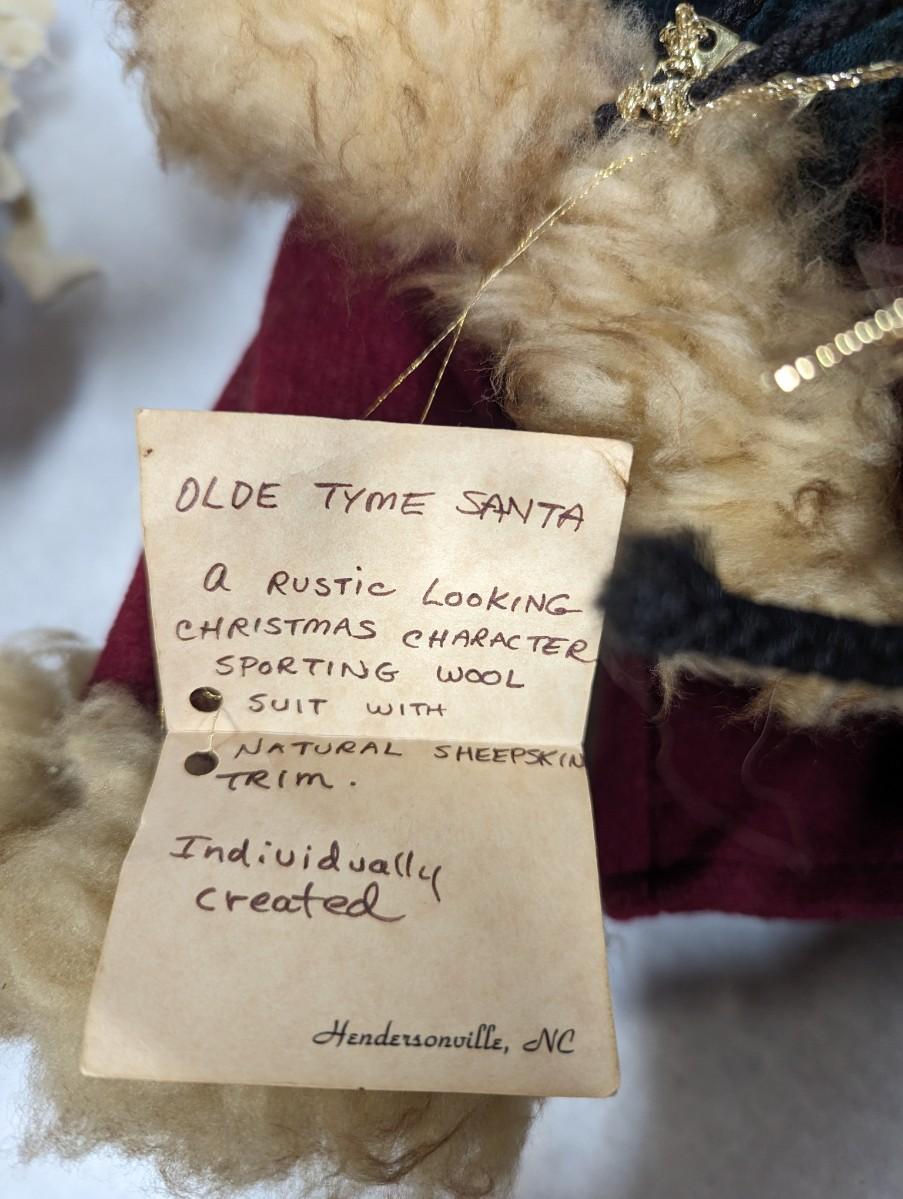 OLDE TYME SANTA
a RUSTIC LOOKING
CHRISTMAS CHARACTER
SPORTING WOOL
SUIT WITH
NATURAL SHEEPSKIN
TRIM.
Individually
created
Hendersonville, NC